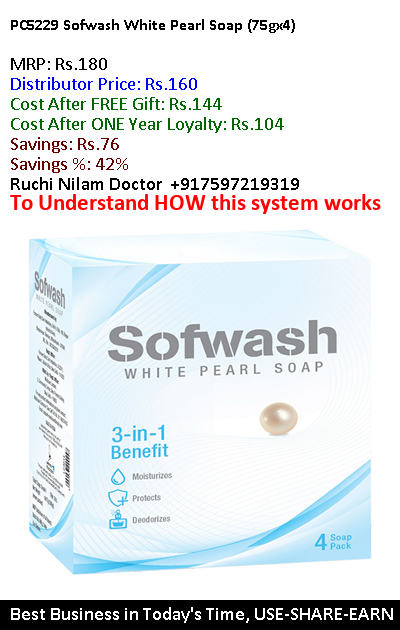 PC5229 Sofwash White Pearl Soap (75gx4)
MRP: Rs.180
Distributor Price: Rs.160
Cost After FREE Gift: Rs.144
Cost After ONE Year Loyalty: Rs.104
Savings: Rs.76
Savings %: 42%
Ruchi Nilam Doctor +917597219319
To Understand HOW this system works
Sofwash
WHITE PEARL SOAP
Sofwash
WHITE PEARL SOAP
3-in-1
Benefit
Moisturizes
Protects
Deodorizes
4 Soap
Pack
Best Business in Today's Time, USE-SHARE-EARN